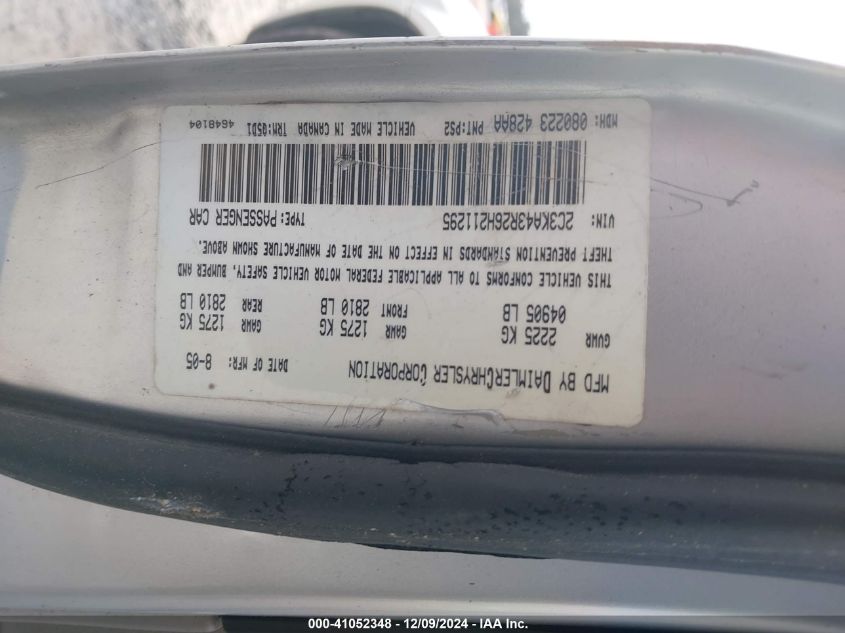 MFD BY DAIMLERCHRYSLER CORPORATION DATE OF MFR: 8-05
GVWR GAWR GAWR
2225 KG FRONT 1275 KG REAR 1275 KG
04905 LB 2810 LB 2810 LB
THIS VEHICLE CONFORMS TO ALL APPLICABLE FEDERAL MOTOR VEHICLE SAFETY, BUMPER AND
THEFT PREVENTION STANDARDS IN EFFECT ON THE DATE OF MANUFACTURE SHOWN ABOVE.
VIN: 2C3KA43R26H211295 TYPE: PASSENGER CAR
MDH: 080223 428AA PNT:PS2 VEHICLE MADE IN CANADA TRM:Q5D1 4648104
000-41052348 - 12/09/2024 - IAA Inc.